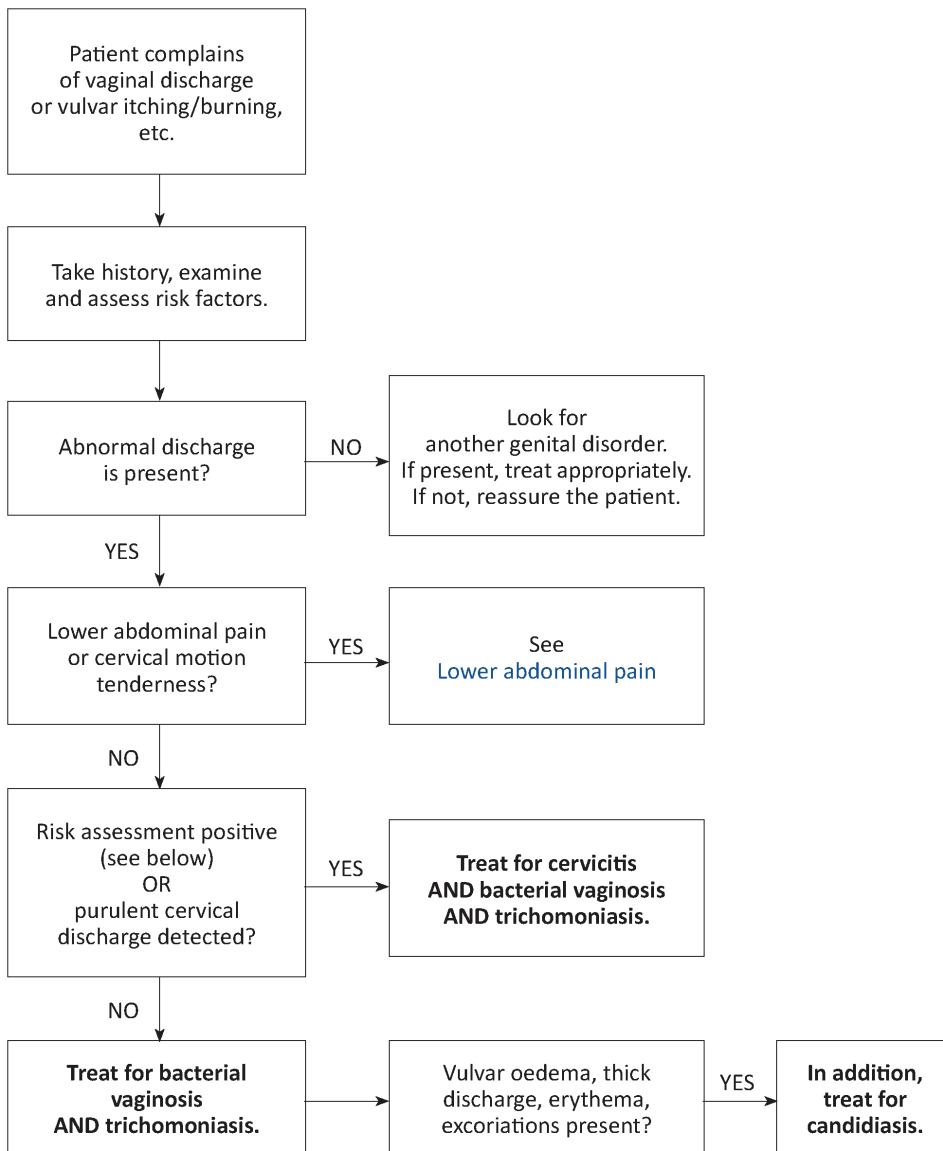 Patient complains
of vaginal discharge
or vulvar itching/burning,
etc.
Take history, examine
and assess risk factors.
Abnormal discharge
is present?
NO
Look for
another genital disorder.
If present, treat appropriately.
If not, reassure the patient.
YES
Lower abdominal pain
or cervical motion
tenderness?
YES
See
Lower abdominal pain
NO
Risk assessment positive
(see below)
OR
purulent cervical
discharge detected?
YES
Treat for cervicitis
AND bacterial vaginosis
AND trichomoniasis.
NO
Treat for bacterial
vaginosis
AND trichomoniasis.
Vulvar oedema, thick
discharge, erythema,
excoriations present?
YES
In addition,
treat for
candidiasis.